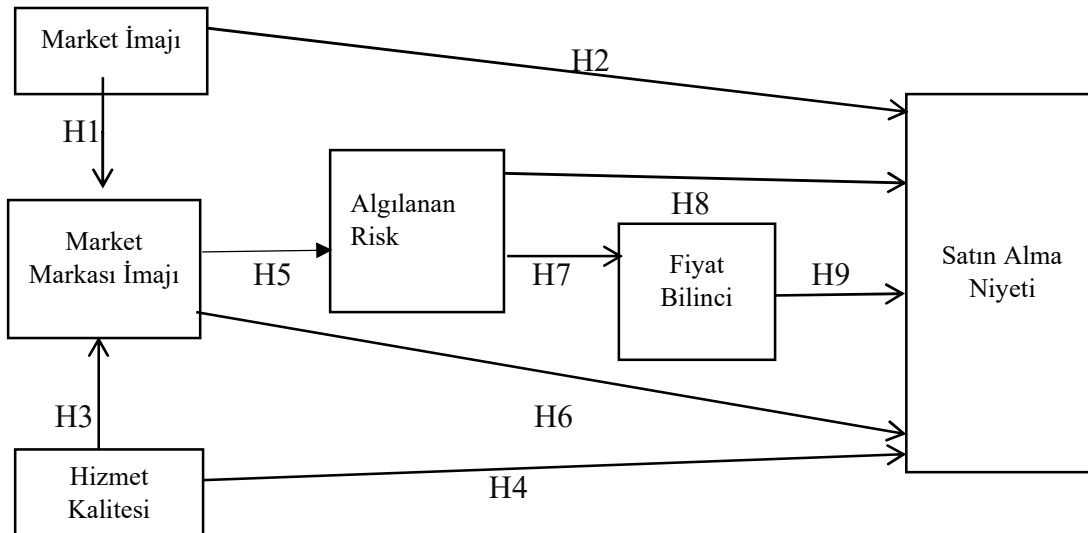 Market İmajı
H2
H1
Algılanan
Risk
H8
Market
Markası İmajı
H5
H7
Fiyat
Bilinci
H9
Satın Alma
Niyeti
H3
H6
Hizmet
Kalitesi
H4